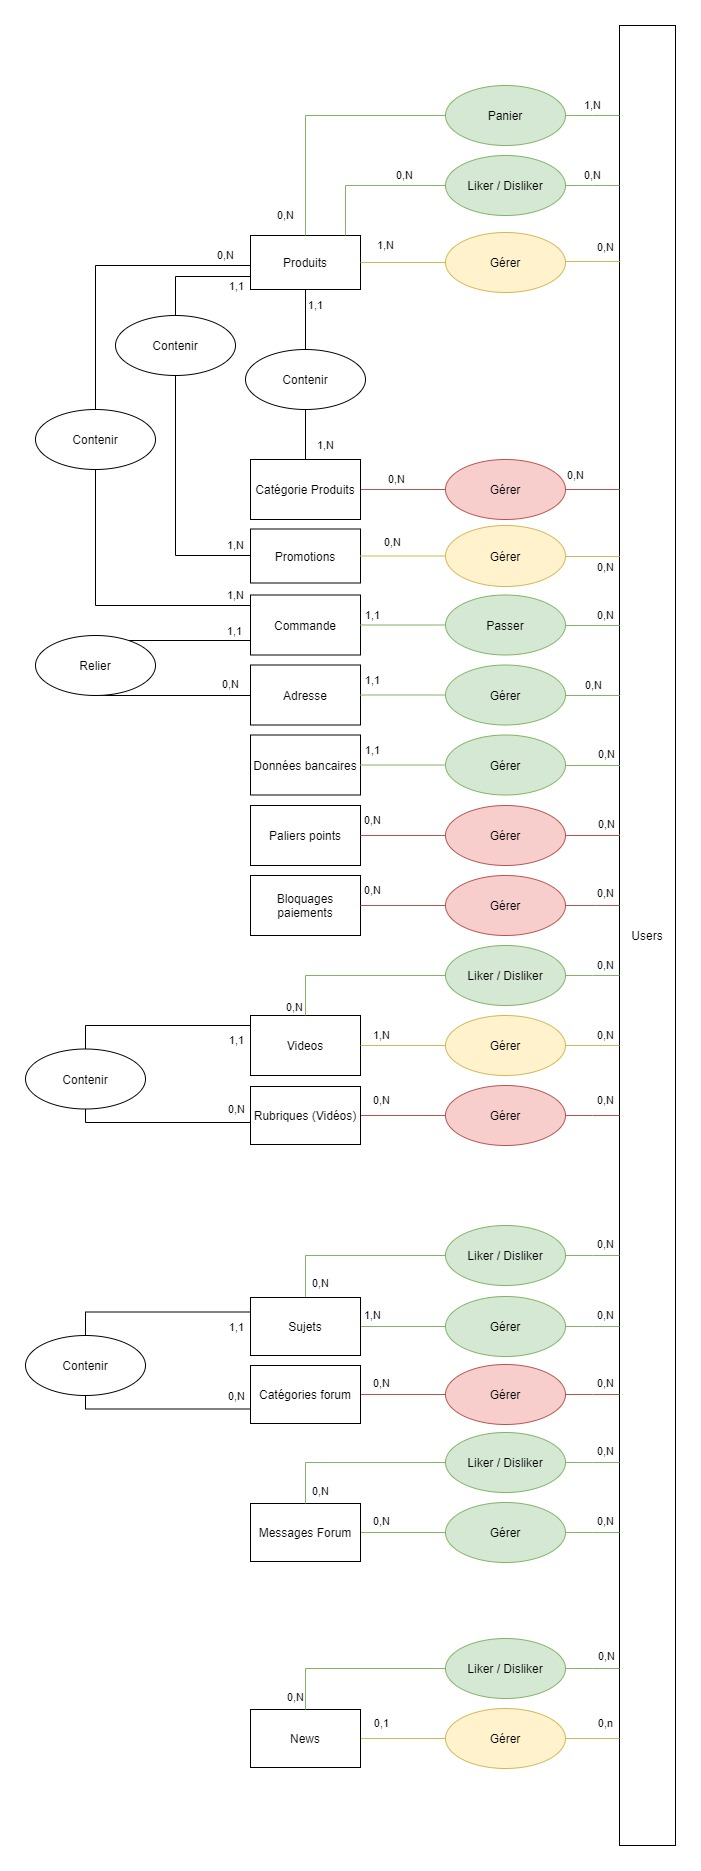 Panier
1,N
0,N
Liker / Disliker
0,N
0,N
0,N
1,1
Produits
1,N
Gérer
0,N
1,1
Contenir
Contenir
Contenir
1,N
Catégorie Produits
0,N
Gérer
0,N
1,N
Promotions
0,N
Gérer
0,N
1,N
Commande
1,1
Passer
0,N
1,1
Relier
0,N
Adresse
1,1
Gérer
0,N
Données bancaires
1,1
Gérer
0,N
Paliers points
0,N
Gérer
0,N
Bloquages
paiements
0,N
Gérer
0,N
Users
Liker / Disliker
0,N
0,N
1,1
Videos
1,N
Gérer
0,N
Contenir
0,N
Rubriques (Vidéos)
0,N
Gérer
0,N
Liker / Disliker
0,N
0,N
1,1
Sujets
1,N
Gérer
0,N
Contenir
0,N
Catégories forum
0,N
Gérer
0,N
Liker / Disliker
0,N
0,N
Messages Forum
0,N
Gérer
0,N
Liker / Disliker
0,N
0,N
News
0,1
Gérer
0,n